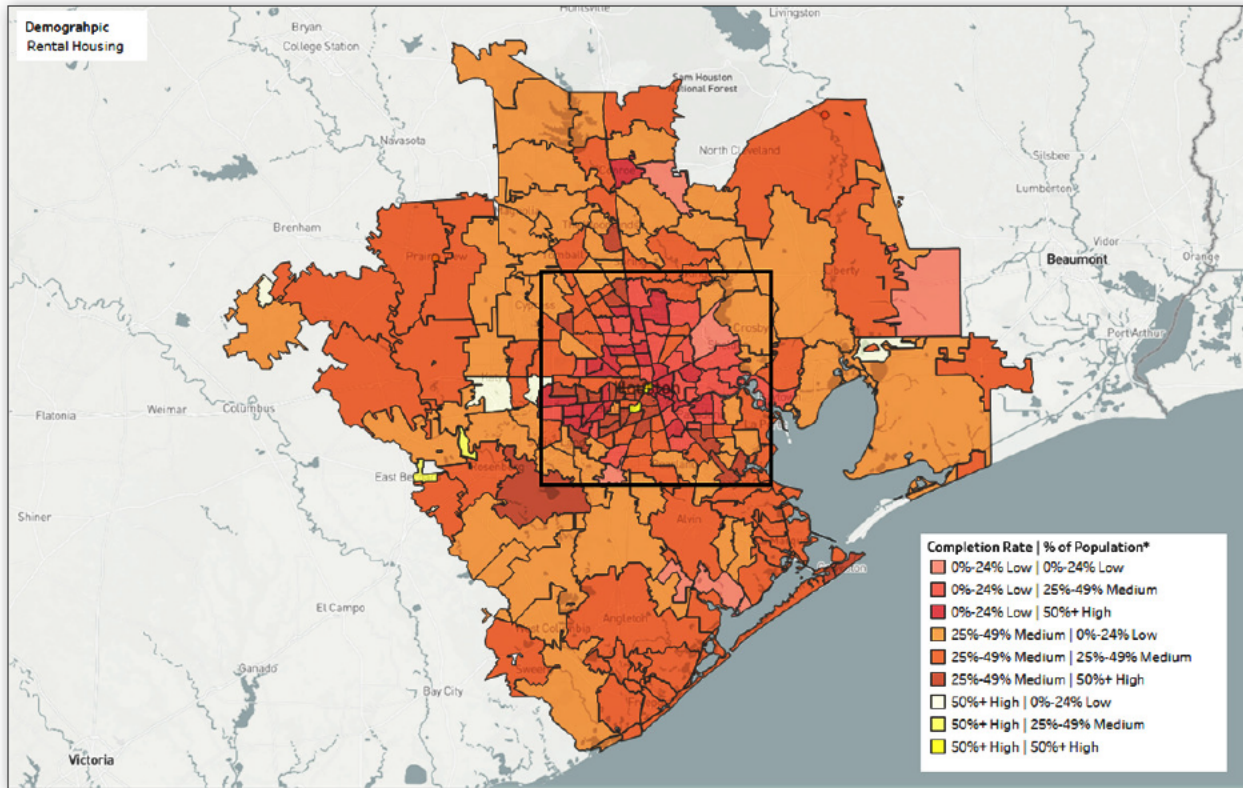 Demograhpic
Rental Housing
Bryan
College Station
Huntsville
Livingston
Sam Houston
National Forest
Navasota
North Cleveland
Silsbee
Lumberton
Conroe
Brenham
Vidor
Orange
Beaumont
Tomball
Liberty
Port Arthur
Cypress
Crosby
Houston
Flatonia
Weimar
Columbus
Rosenberg
Shiner
Alvin
El Campo
West Columbia
Angleton
Sweeny
Ganado
Bay City
Victoria
Completion Rate | % of Population*
0%-24% Low | 0%-24% Low
0%-24% Low | 25%-49% Medium
0%-24% Low | 50%+ High
25%-49% Medium | 0%-24% Low
25%-49% Medium | 25%-49% Medium
25%-49% Medium | 50%+ High
50%+ High | 0%-24% Low
50%+ High | 25%-49% Medium
50%+ High | 50%+ High